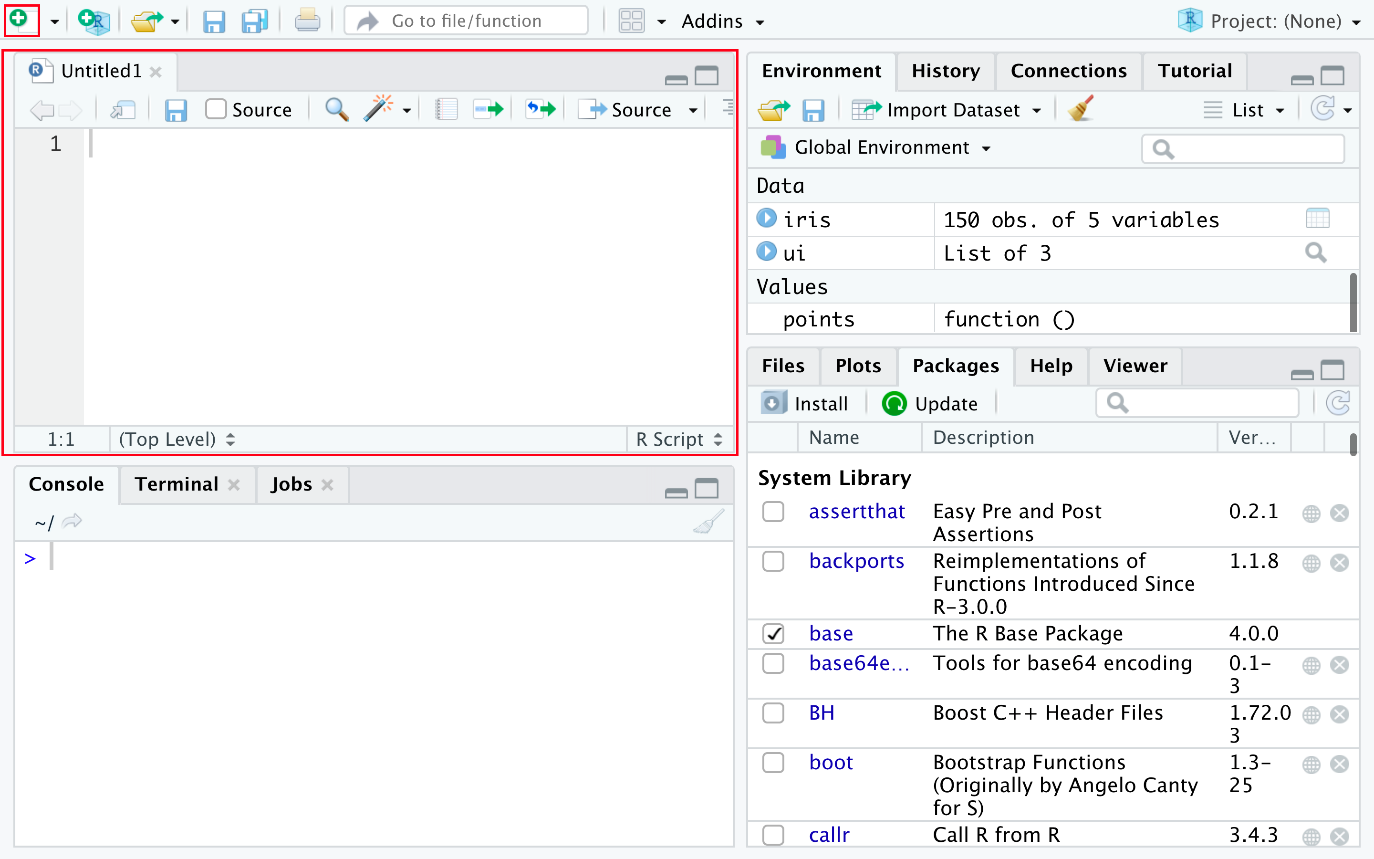 Go to file/function
Addins
Project: (None)
Untitled1
Source
Source
1
1:1
(Top Level)
R Script
Console
Terminal
Jobs
~/
>
Environment
History
Connections
Tutorial
Import Dataset
List
Global Environment
Data
iris 150 obs. of 5 variables
ui List of 3
Values
points function ()
Files
Plots
Packages
Help
Viewer
Install
Update
Name Description Ver...
System Library
assertthat Easy Pre and Post 0.2.1
Assertions
backports Reimplementations of 1.1.8
Functions Introduced Since
R-3.0.0
base The R Base Package 4.0.0
base64e... Tools for base64 encoding 0.1-
3
BH Boost C++ Header Files 1.72.0
3
boot Bootstrap Functions 1.3-
(Originally by Angelo Canty 25
for S)
callr Call R from R 3.4.3